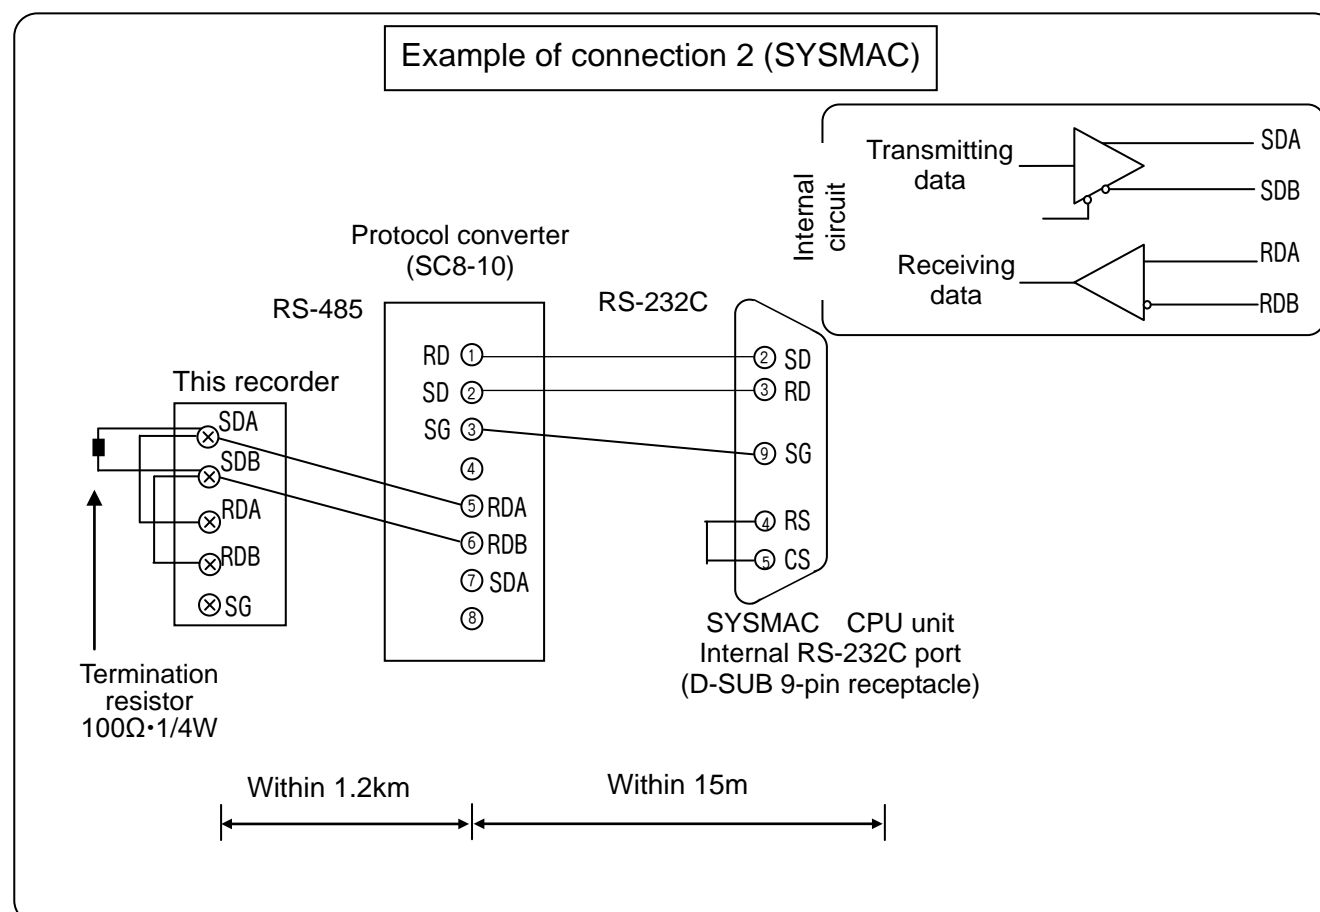 Example of connection 2 (SYSMAC)
Internal
circuit
Transmitting
data
SDA
SDB
Receiving
data
RDA
RDB
Protocol converter
(SC8-10)
RS-485
RS-232C
RD ①
SD ②
SG ③
④
⑤ RDA
⑥ RDB
⑦ SDA
⑧
② SD
③ RD
⑨ SG
④ RS
⑤ CS
This recorder
SDA
SDB
RDA
RDB
SG
Termination
resistor
100Ω･1/4W
SYSMAC CPU unit
Internal RS-232C port
(D-SUB 9-pin receptacle)
Within 1.2km
Within 15m